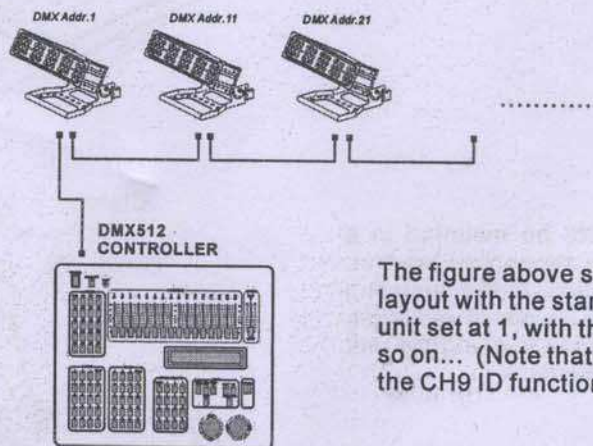 DMX Addr.1 DMX Addr.11 DMX Addr.21
DMX512
CONTROLLER
The figure above s
layout with the star
unit set at 1, with th
so on... (Note that
the CH9 ID function